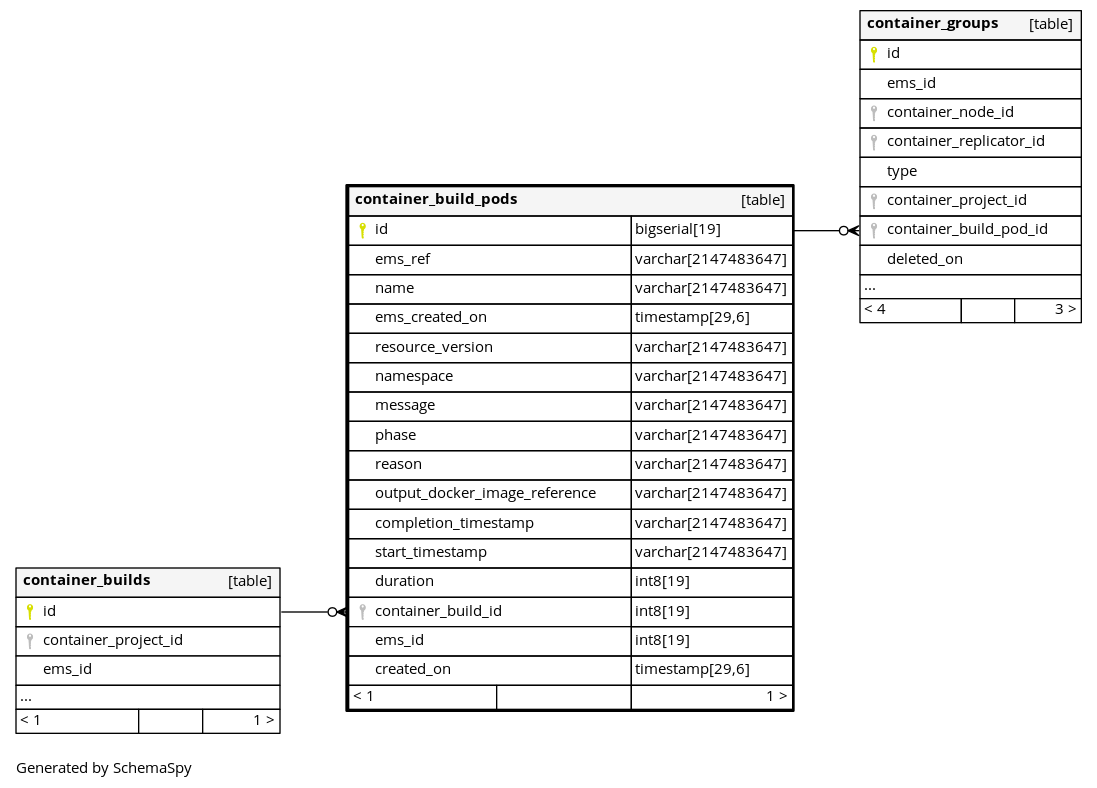 container_groups [table]
id
ems_id
container_node_id
container_replicator_id
type
container_project_id
container_build_pod_id
deleted_on
...
< 4 3 >
container_build_pods [table]
id bigserial[19]
ems_ref varchar[2147483647]
name varchar[2147483647]
ems_created_on timestamp[29,6]
resource_version varchar[2147483647]
namespace varchar[2147483647]
message varchar[2147483647]
phase varchar[2147483647]
reason varchar[2147483647]
output_docker_image_reference varchar[2147483647]
completion_timestamp varchar[2147483647]
start_timestamp varchar[2147483647]
duration int8[19]
container_build_id int8[19]
ems_id int8[19]
created_on timestamp[29,6]
< 1 1 >
container_builds [table]
id
container_project_id
ems_id
...
< 1 1 >
Generated by SchemaSpy